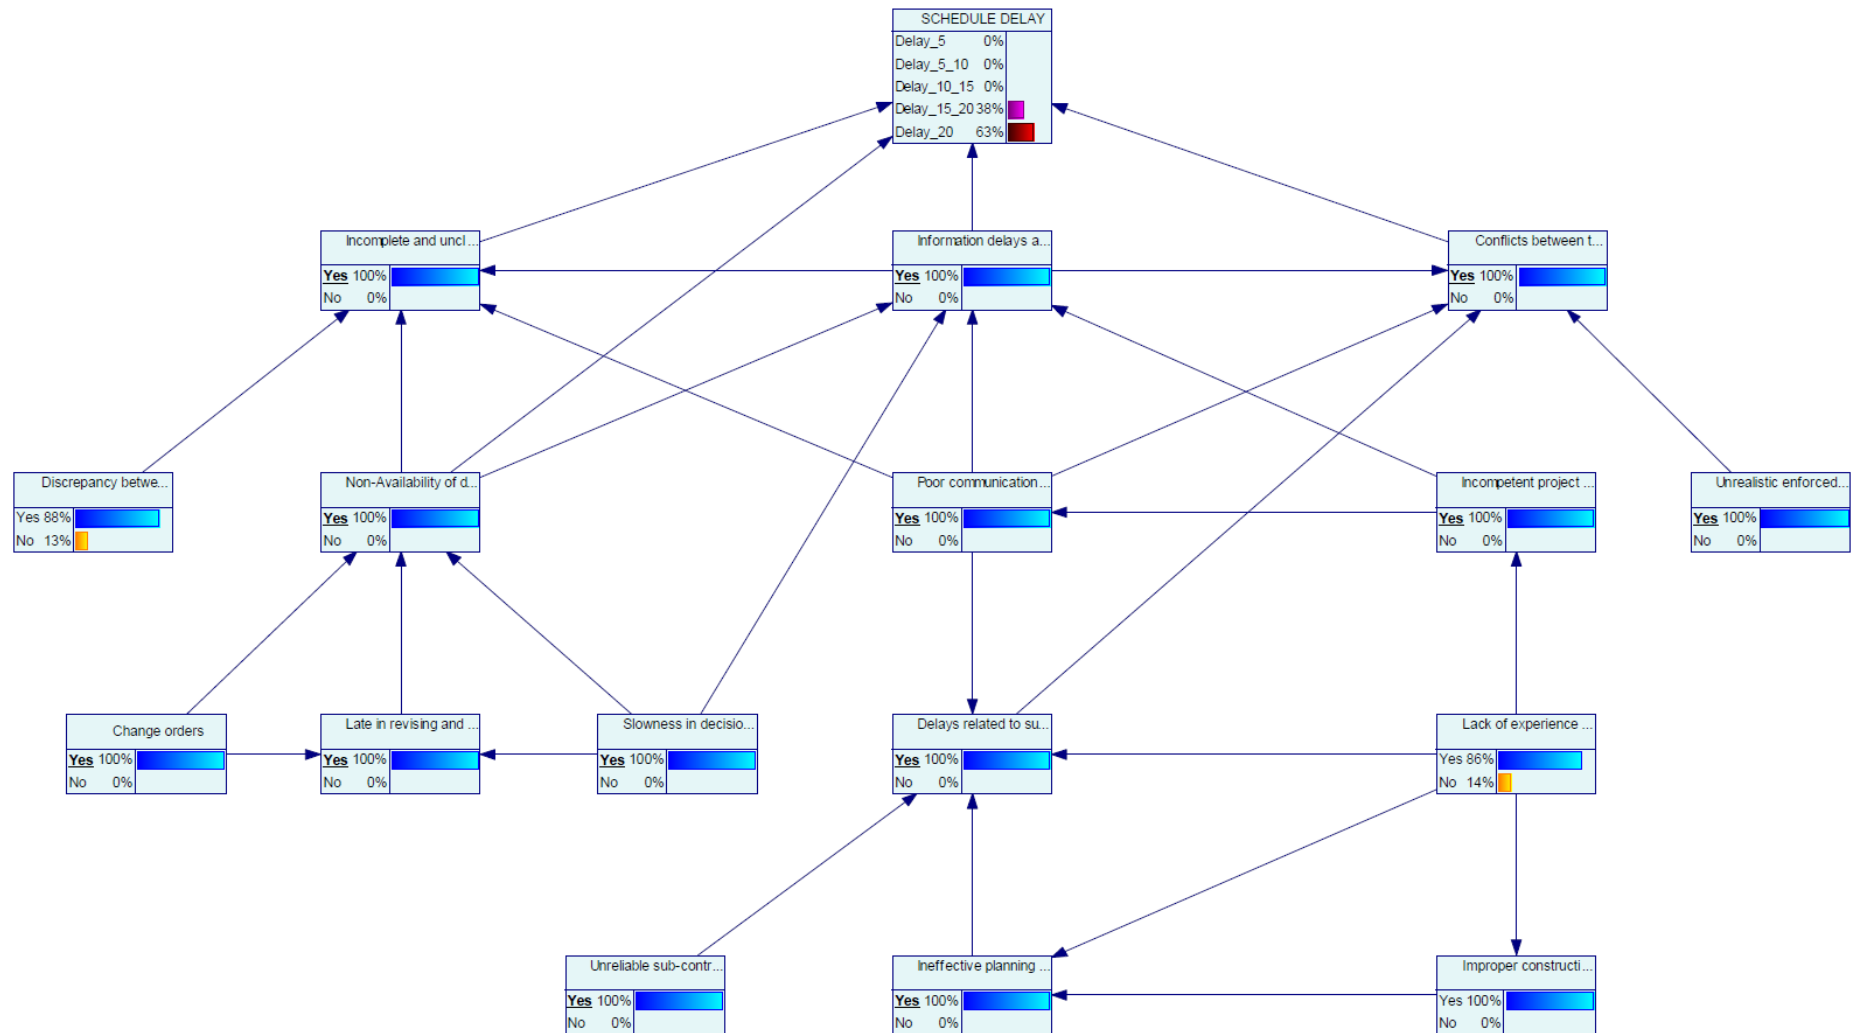 SCHEDULE DELAY
Delay_5 0%
Delay_5_10 0%
Delay_10_15 0%
Delay_15_20 38%
Delay_20 63%
Incomplete and uncl...
Yes 100%
No 0%
Information delays a...
Yes 100%
No 0%
Conflicts between t...
Yes 100%
No 0%
Discrepancy betwe...
Yes 88%
No 13%
Non-Availability of d...
Yes 100%
No 0%
Poor communication...
Yes 100%
No 0%
Incompetent project ...
Yes 100%
No 0%
Unrealistic enforced...
Yes 100%
No 0%
Change orders
Yes 100%
No 0%
Late in revising and ...
Yes 100%
No 0%
Slowness in decisio...
Yes 100%
No 0%
Delays related to su...
Yes 100%
No 0%
Lack of experience ...
Yes 86%
No 14%
Unreliable sub-contr...
Yes 100%
No 0%
Ineffective planning ...
Yes 100%
No 0%
Improper constructi...
Yes 100%
No 0%